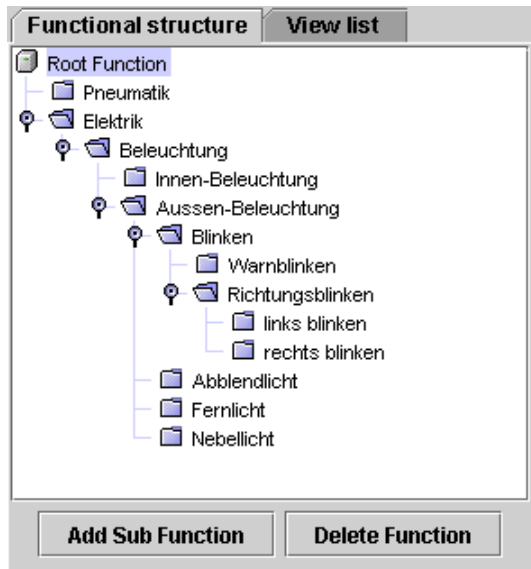 Functional structure View list
Root Function
Pneumatik
Elektrik
Beleuchtung
Innen-Beleuchtung
Aussen-Beleuchtung
Blinken
Warnblinken
Richtungsblinken
links blinken
rechts blinken
Abblendlicht
Fernlicht
Nebellicht
Add Sub Function Delete Function